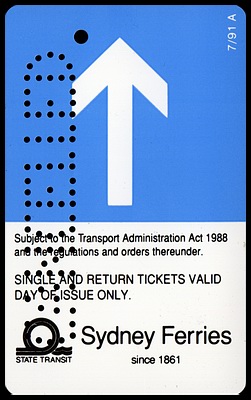 7/91 A
Subject to the Transport Administration Act 1988
and the regulations and orders thereunder.
SINGLE AND RETURN TICKETS VALID
DAY OF ISSUE ONLY.
STATE TRANSIT
Sydney Ferries
since 1861